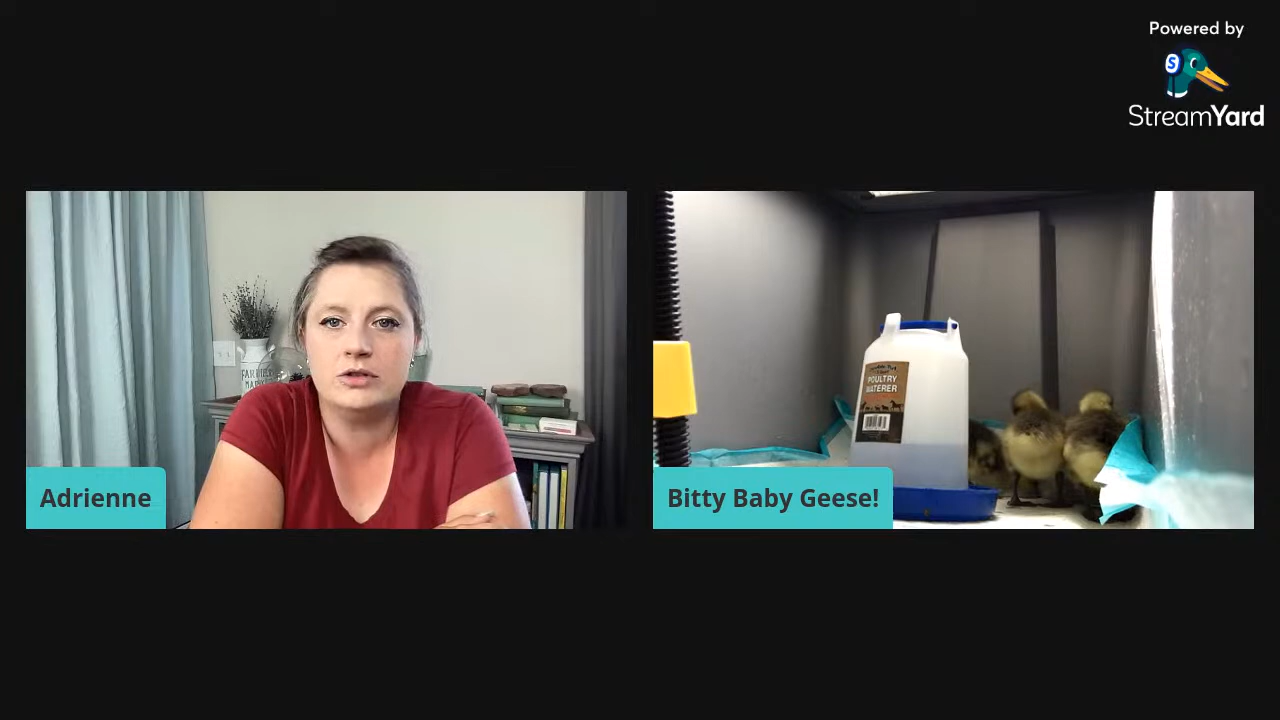 Powered by
S
StreamYard
POULTRY
WATERER
Adrienne
Bitty Baby Geese!